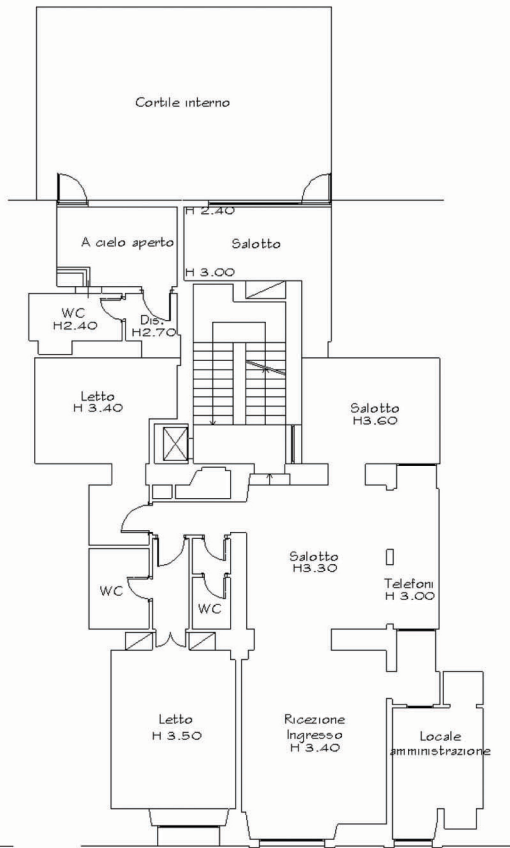 Cortile interno
H 2.40
A cielo aperto
Salotto
H 3.00
WC
H2.40
Dis.
H2.70
Letto
H 3.40
Salotto
H3.60
Salotto
H3.30
Telefoni
H 3.00
WC
WC
Letto
H 3.50
Ricezione
Ingresso
H 3.40
Locale
amministrazione